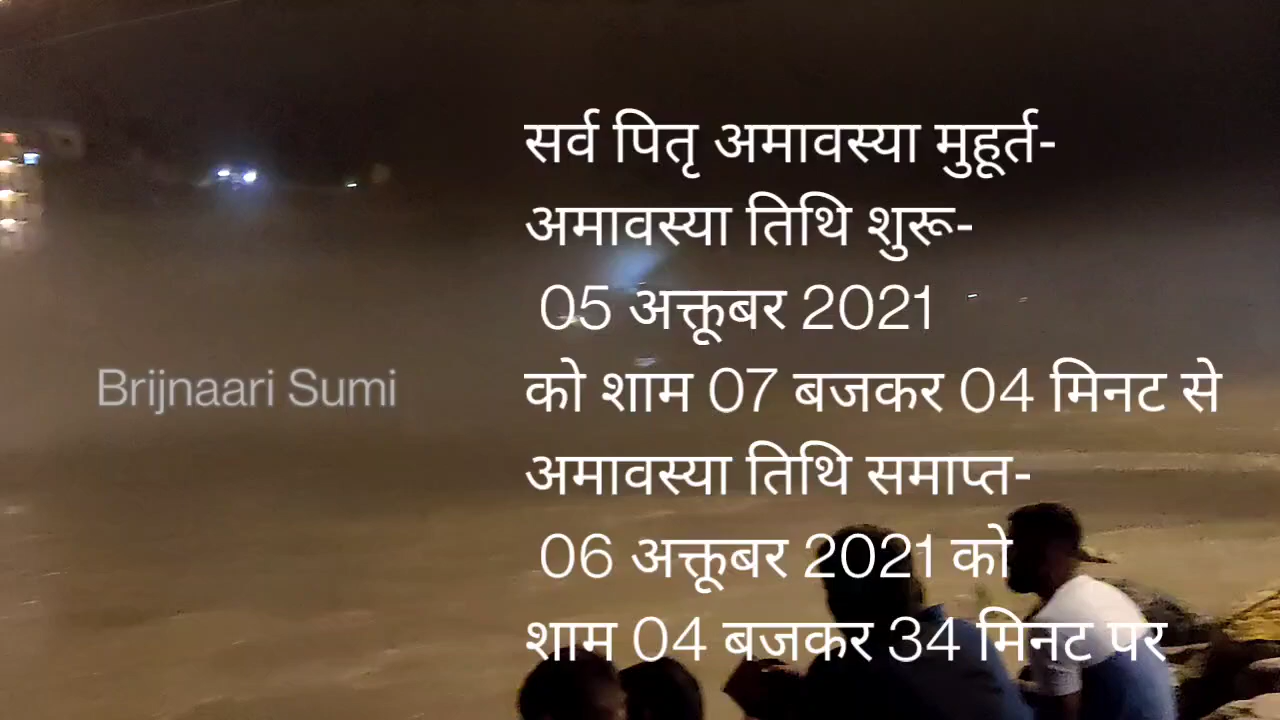 सर्व पितृ अमावस्या मुहूर्त-
अमावस्या तिथि शुरू-
05 अक्तूबर 2021
को शाम 07 बजकर 04 मिनट से
अमावस्या तिथि समाप्त-
06 अक्तूबर 2021 को
शाम 04 बजकर 34 मिनट पर
Brijnaari Sumi